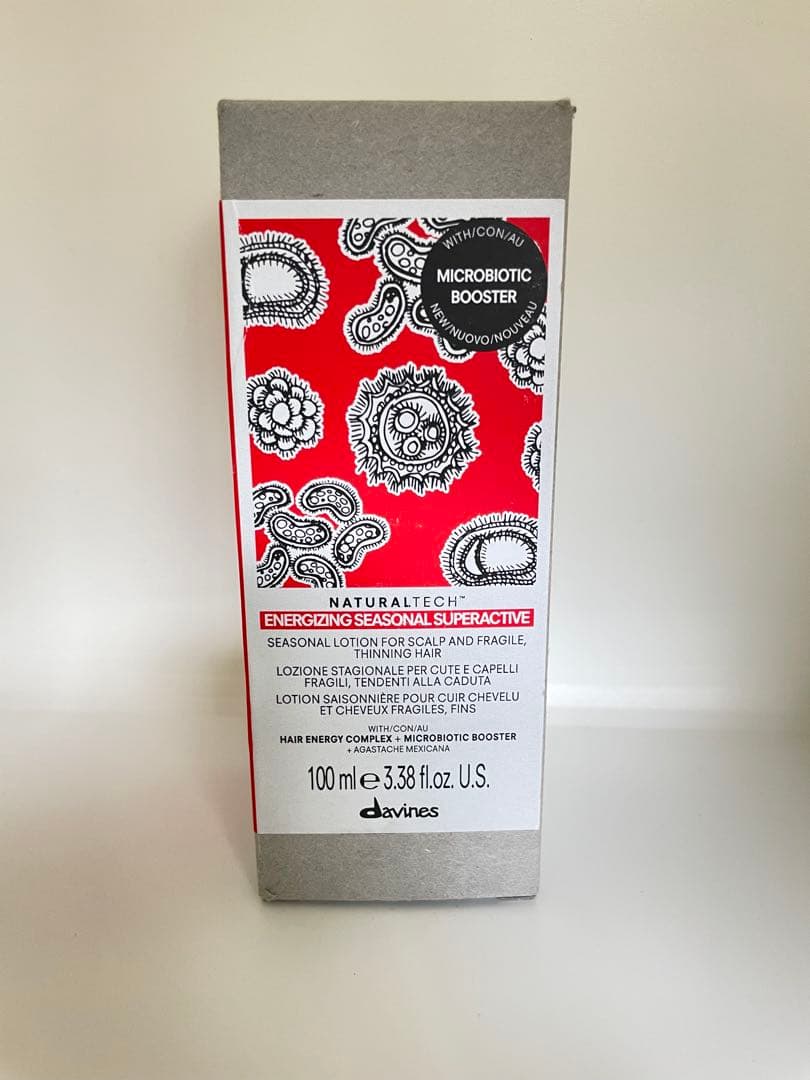 WITH/CON/AU
MICROBIOTIC
BOOSTER
NEW/NUOVO/NOUVEAU
NATURALTECH™
ENERGIZING SEASONAL SUPERACTIVE
SEASONAL LOTION FOR SCALP AND FRAGILE,
THINNING HAIR
LOZIONE STAGIONALE PER CUTE E CAPELLI
FRAGILI, TENDENTI ALLA CADUTA
LOTION SAISONNIÈRE POUR CUIR CHEVELU
ET CHEVEUX FRAGILES, FINS
WITH/CON/AU
HAIR ENERGY COMPLEX + MICROBIOTIC BOOSTER
+ AGASTACHE MEXICANA
100 ml ℮ 3.38 fl.oz. U.S.
davines